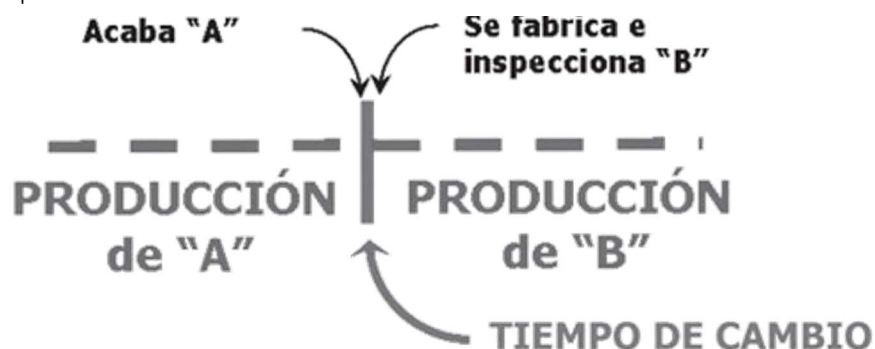 Acaba “A”
Se fabrica e
inspecciona “B”
PRODUCCIÓN
de “A”
PRODUCCIÓN
de “B”
TIEMPO DE CAMBIO